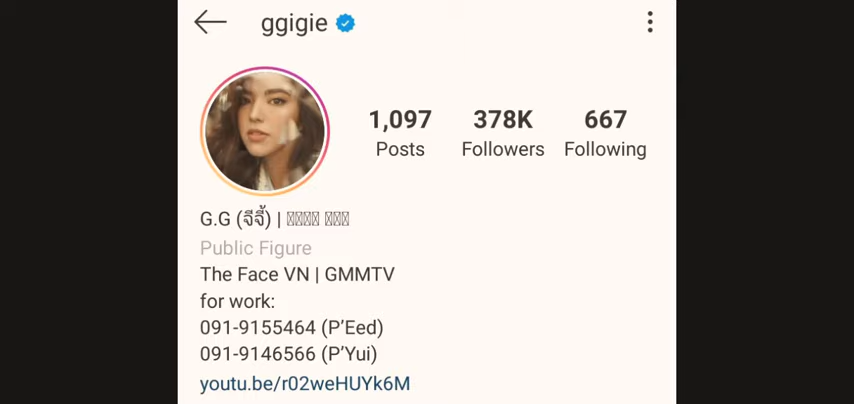 ggigie
1,097 378K 667
Posts Followers Following
G.G (จีจี้) |
Public Figure
The Face VN | GMMTV
for work:
091-9155464 (P'Eed)
091-9146566 (P'Yui)
youtu.be/r02weHUYk6M